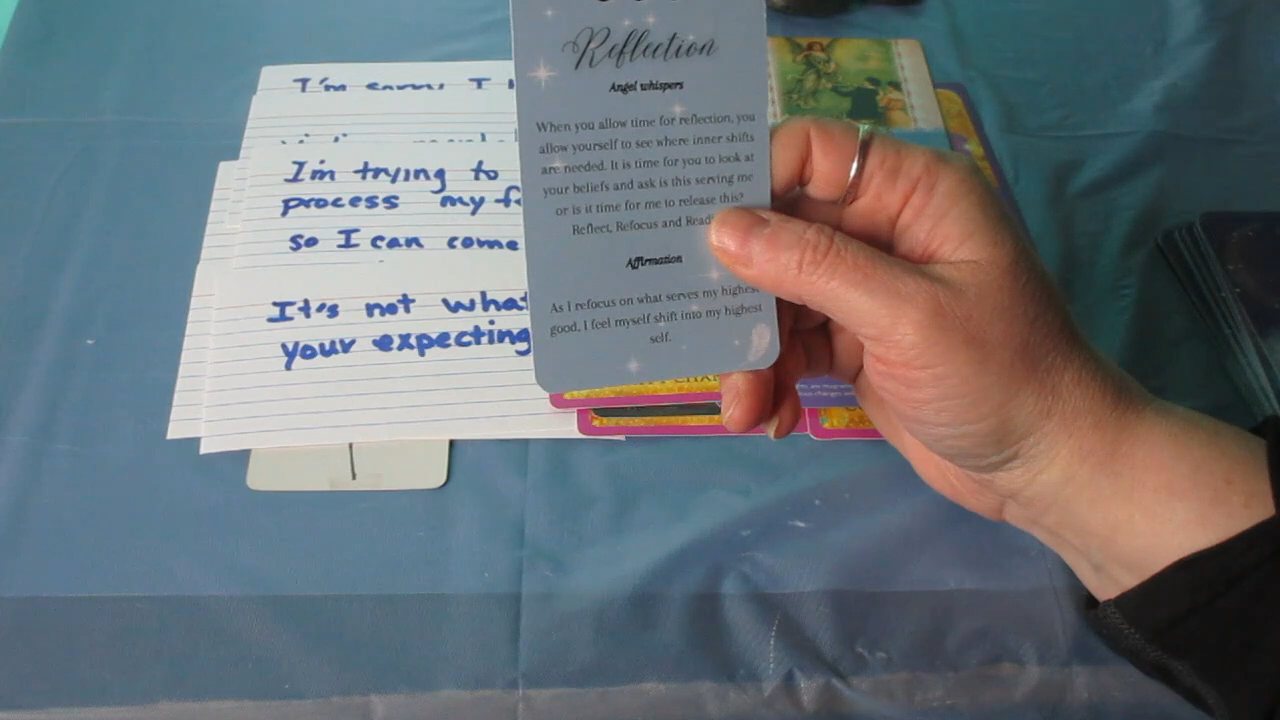 Reflection
Angel whispers
When you allow time for reflection, you
allow yourself to see where inner shifts
are needed. It is time for you to look at
your beliefs and ask is this serving me
or is it time for me to release this?
Reflect, Refocus and
Affirmation
As I refocus on what serves my highest
good, I feel myself shift into my highest
self.
I'm
I'm trying to
process my
so I can come
It's not what
your expecting